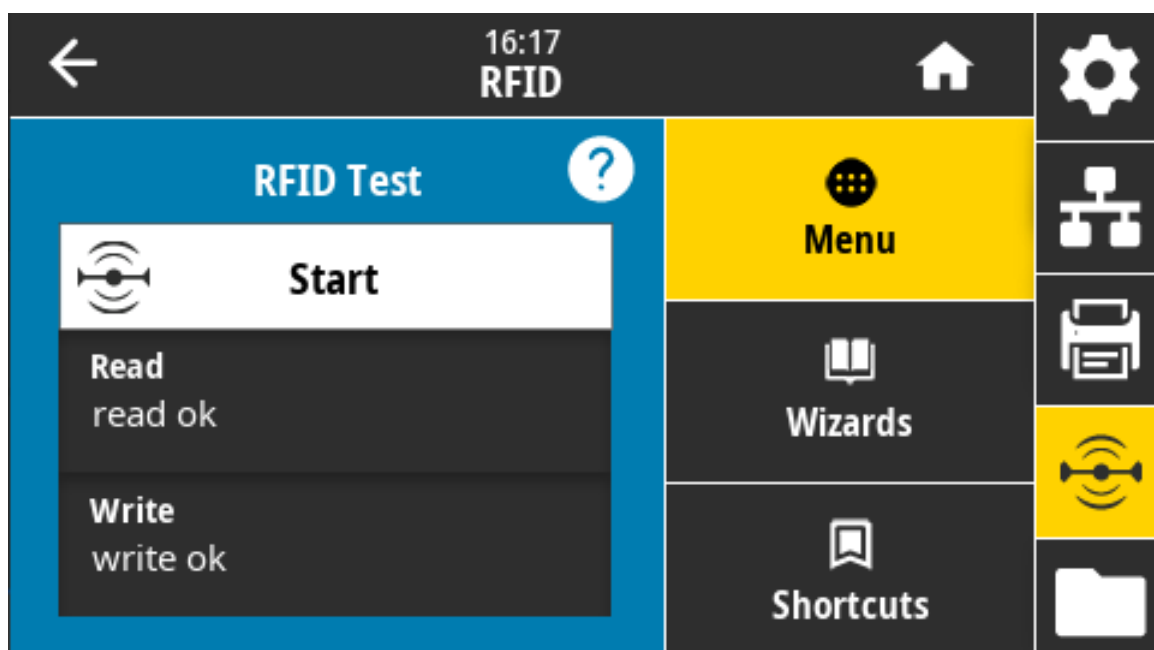 16:17
RFID
RFID Test
?
Start
Read
read ok
Write
write ok
Menu
Wizards
Shortcuts